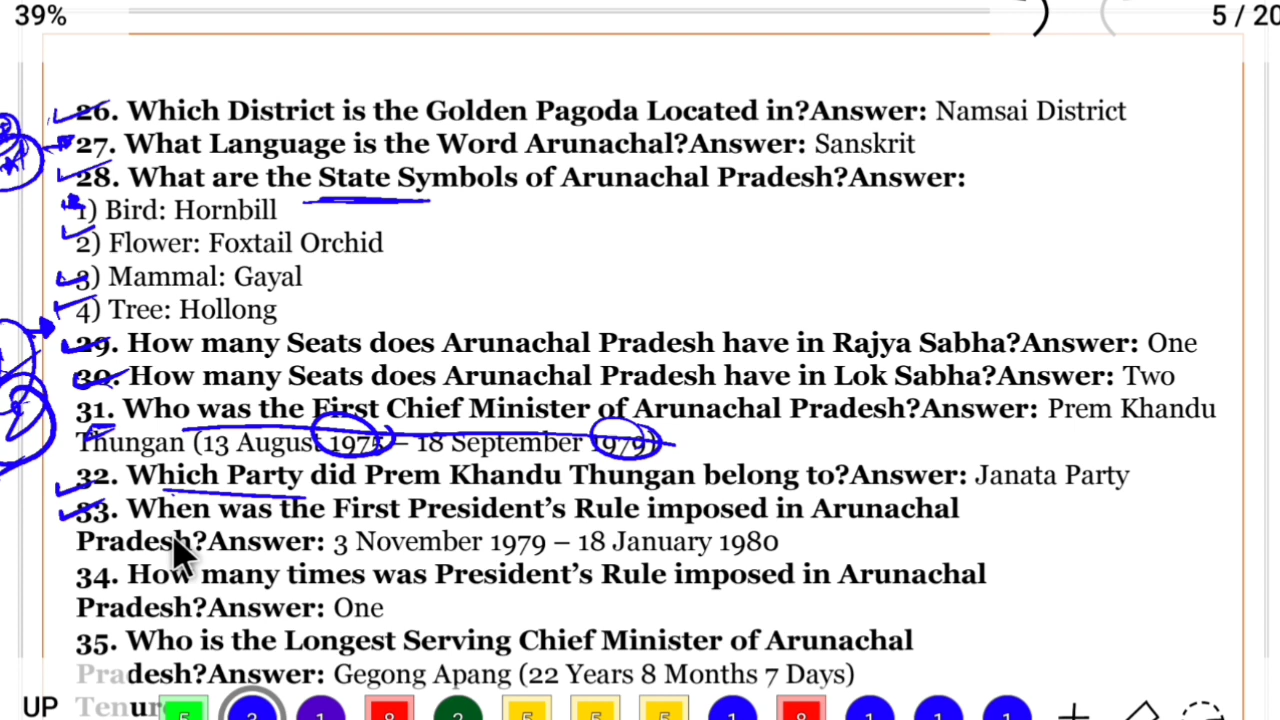 39% 5 / 20
26. Which District is the Golden Pagoda Located in?Answer: Namsai District
27. What Language is the Word Arunachal?Answer: Sanskrit
28. What are the State Symbols of Arunachal Pradesh?Answer:
1) Bird: Hornbill
2) Flower: Foxtail Orchid
3) Mammal: Gayal
4) Tree: Hollong
29. How many Seats does Arunachal Pradesh have in Rajya Sabha?Answer: One
30. How many Seats does Arunachal Pradesh have in Lok Sabha?Answer: Two
31. Who was the First Chief Minister of Arunachal Pradesh?Answer: Prem Khandu
Thungan (13 August 1975 – 18 September 1979)
32. Which Party did Prem Khandu Thungan belong to?Answer: Janata Party
33. When was the First President’s Rule imposed in Arunachal
Pradesh?Answer: 3 November 1979 – 18 January 1980
34. How many times was President’s Rule imposed in Arunachal
Pradesh?Answer: One
35. Who is the Longest Serving Chief Minister of Arunachal
Pradesh?Answer: Gegong Apang (22 Years 8 Months 7 Days)
UP Tenur